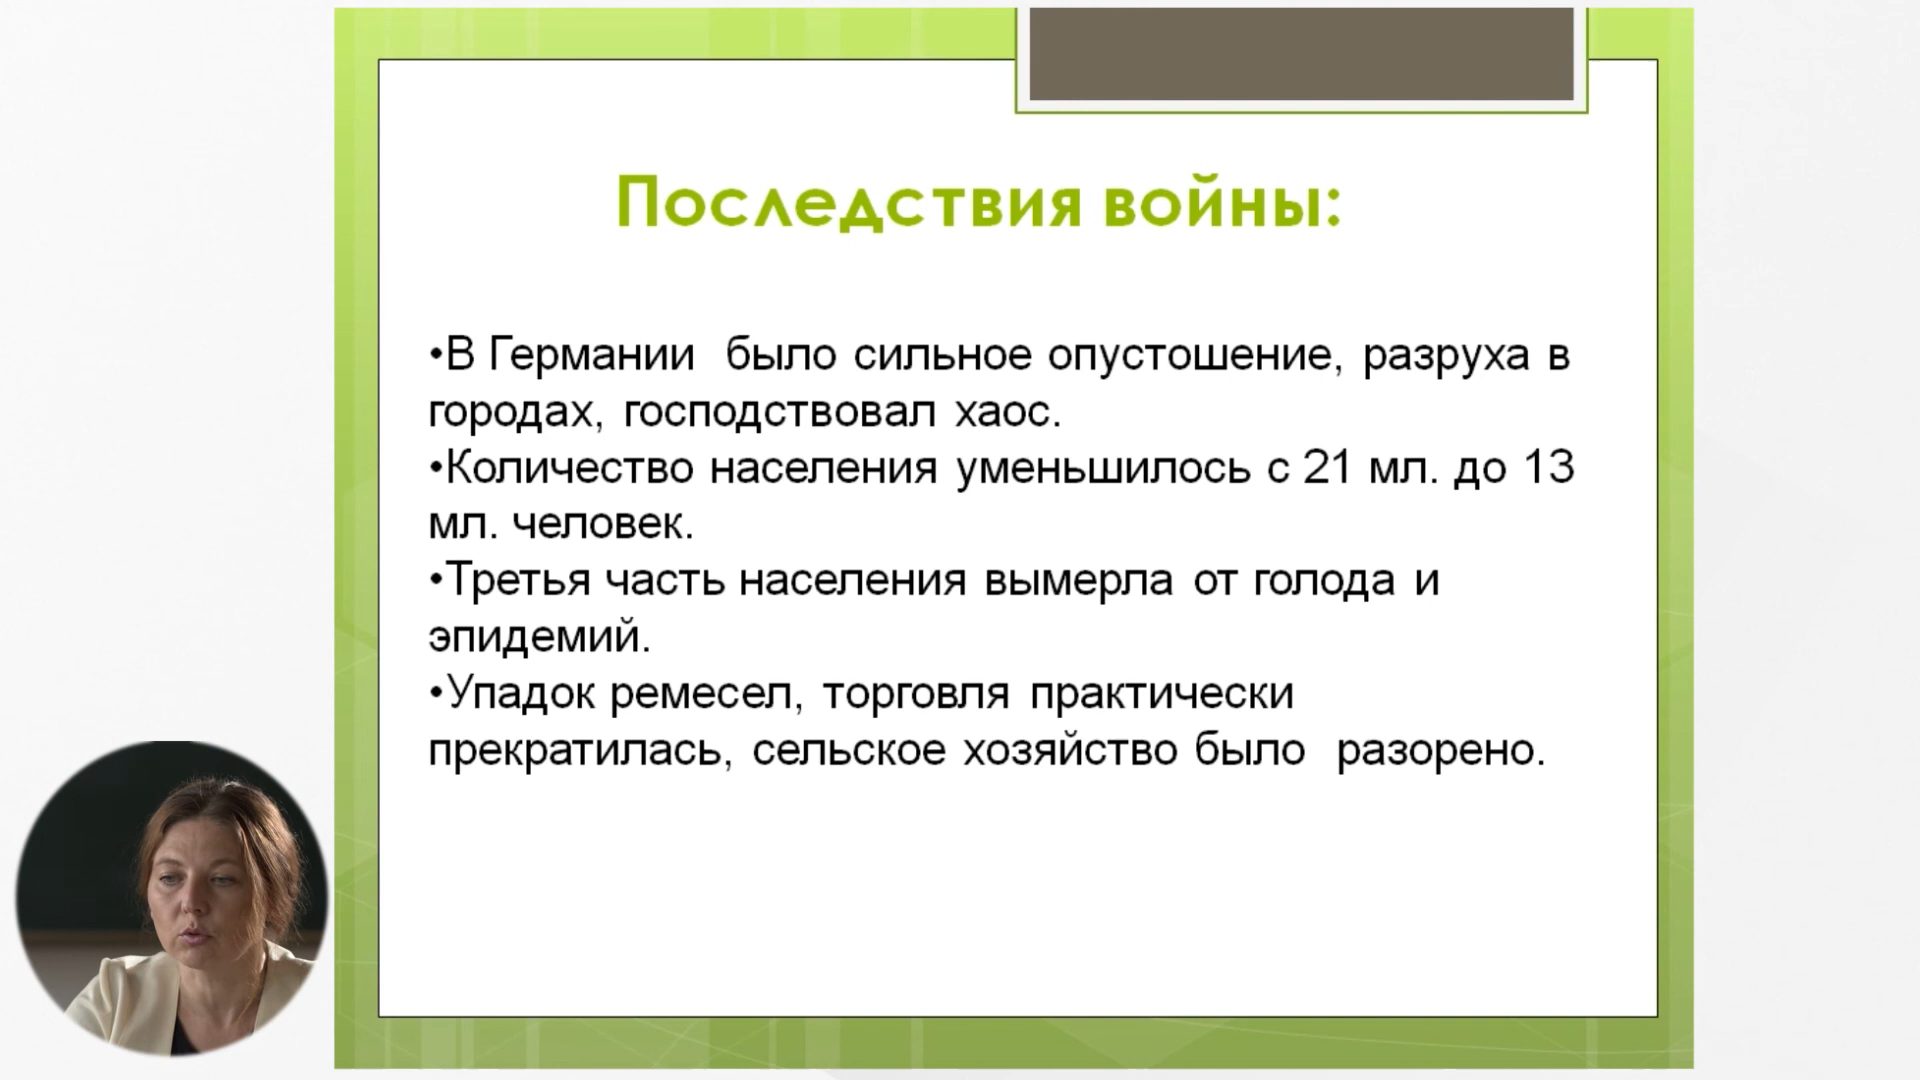 Последствия войны:
•В Германии было сильное опустошение, разруха в
городах, господствовал хаос.
•Количество населения уменьшилось с 21 мл. до 13
мл. человек.
•Третья часть населения вымерла от голода и
эпидемий.
•Упадок ремесел, торговля практически
прекратилась, сельское хозяйство было разорено.